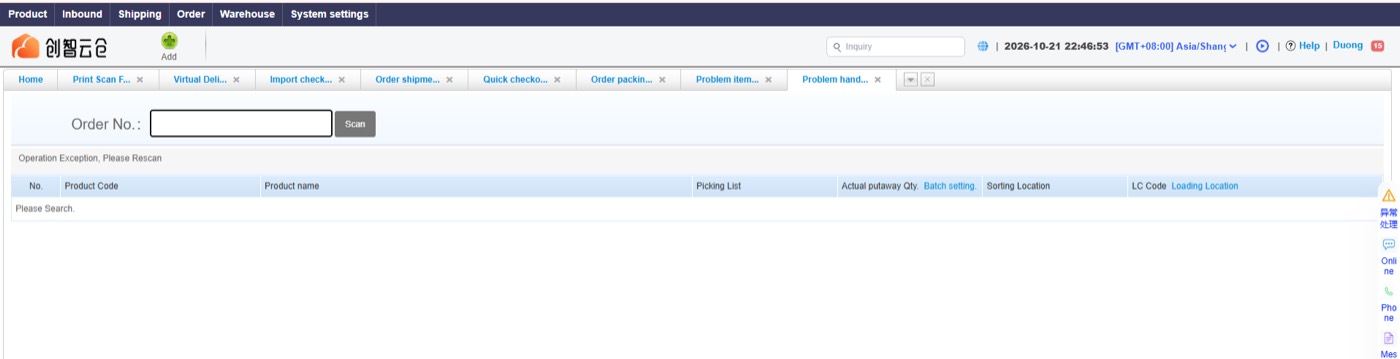 Product Inbound Shipping Order Warehouse System settings
创智云仓 Add Inquiry | 2026-10-21 22:46:53 [GMT+08:00] Asia/Shang | | Help | Duong 15
Home Print Scan F... Virtual Deli... Import check... Order shipme... Quick checko... Order packin... Problem item... Problem hand...
Order No.: Scan
Operation Exception, Please Rescan
No. Product Code Product name Picking List Actual putaway Qty. Batch setting. Sorting Location LC Code Loading Location
Please Search.
异常
处理
Onli
ne
Pho
ne
Mes